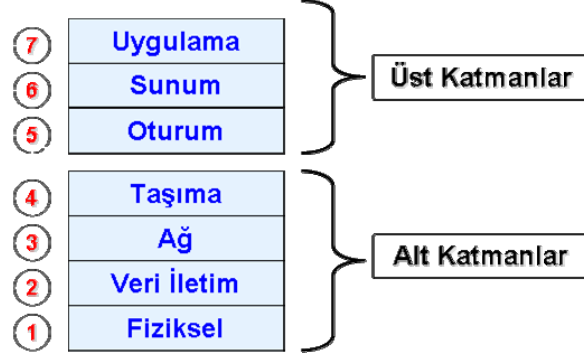 7 Uygulama
6 Sunum
5 Oturum
Üst Katmanlar
4 Taşıma
3 Ağ
2 Veri İletim
1 Fiziksel
Alt Katmanlar